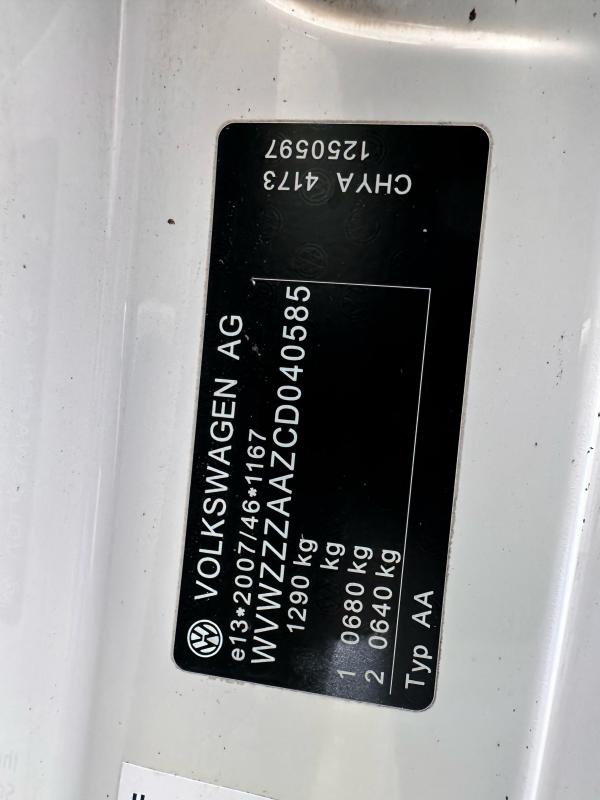 VOLKSWAGEN AG
e13*2007/46*1167
WVWZZZAAZCD040585
1290 kg
kg
1 0680 kg
2 0640 kg
Typ AA
CHYA 4173
1250597